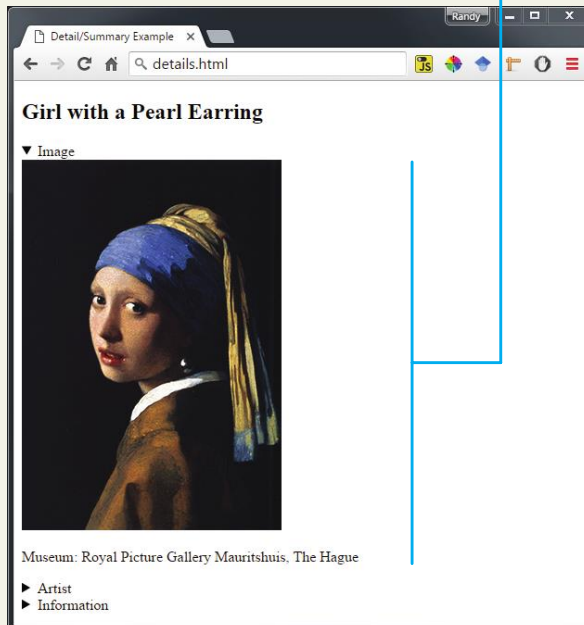 Randy
Detail/Summary Example
details.html
JS
Girl with a Pearl Earring
Image
Museum: Royal Picture Gallery Mauritshuis, The Hague
Artist
Information